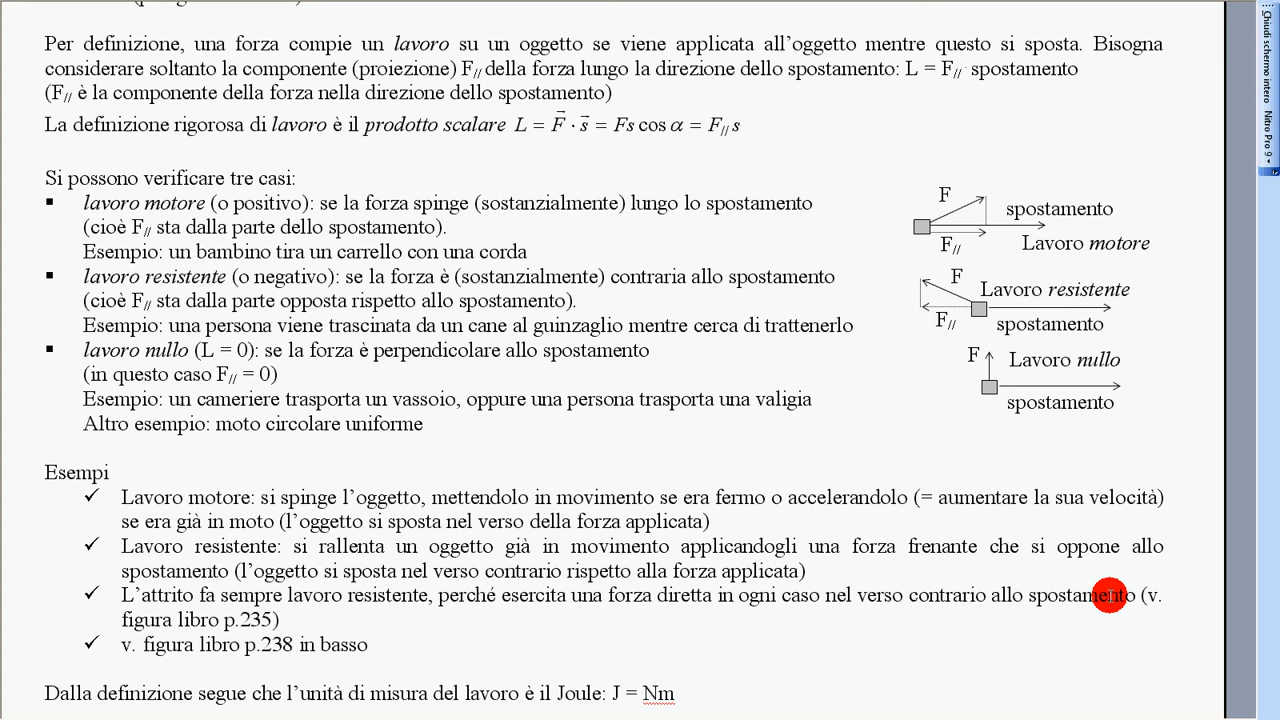 Per definizione, una forza compie un lavoro su un oggetto se viene applicata all'oggetto mentre questo si sposta. Bisogna
considerare soltanto la componente (proiezione) F// della forza lungo la direzione dello spostamento: L = F// · spostamento
(F// è la componente della forza nella direzione dello spostamento)
La definizione rigorosa di lavoro è il prodotto scalare L = F⃗ · s⃗ = Fs cos α = F// s
Si possono verificare tre casi:
▪ lavoro motore (o positivo): se la forza spinge (sostanzialmente) lungo lo spostamento
(cioè F// sta dalla parte dello spostamento).
Esempio: un bambino tira un carrello con una corda
▪ lavoro resistente (o negativo): se la forza è (sostanzialmente) contraria allo spostamento
(cioè F// sta dalla parte opposta rispetto allo spostamento).
Esempio: una persona viene trascinata da un cane al guinzaglio mentre cerca di trattenerlo
▪ lavoro nullo (L = 0): se la forza è perpendicolare allo spostamento
(in questo caso F// = 0)
Esempio: un cameriere trasporta un vassoio, oppure una persona trasporta una valigia
Altro esempio: moto circolare uniforme
F
spostamento
F//
Lavoro motore
F
Lavoro resistente
F//
spostamento
F
Lavoro nullo
spostamento
Esempi
✓ Lavoro motore: si spinge l'oggetto, mettendolo in movimento se era fermo o accelerandolo (= aumentare la sua velocità)
se era già in moto (l'oggetto si sposta nel verso della forza applicata)
✓ Lavoro resistente: si rallenta un oggetto già in movimento applicandogli una forza frenante che si oppone allo
spostamento (l'oggetto si sposta nel verso contrario rispetto alla forza applicata)
✓ L'attrito fa sempre lavoro resistente, perché esercita una forza diretta in ogni caso nel verso contrario allo spostamento (v.
figura libro p.235)
✓ v. figura libro p.238 in basso
Dalla definizione segue che l'unità di misura del lavoro è il Joule: J = Nm
Chiudi schermo intero
Nitro Pro 9